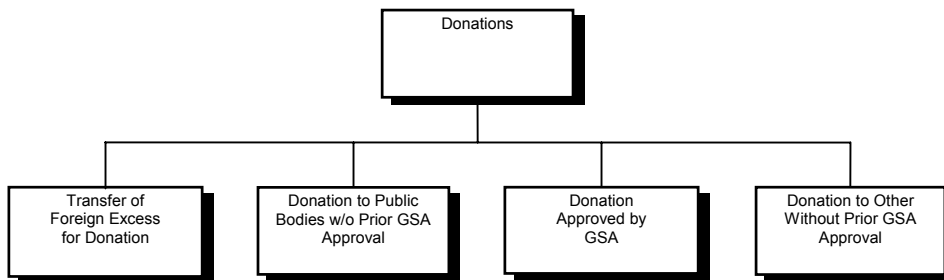 Donations
Transfer of
Foreign Excess
for Donation
Donation to Public
Bodies w/o Prior GSA
Approval
Donation
Approved by
GSA
Donation to Other
Without Prior GSA
Approval